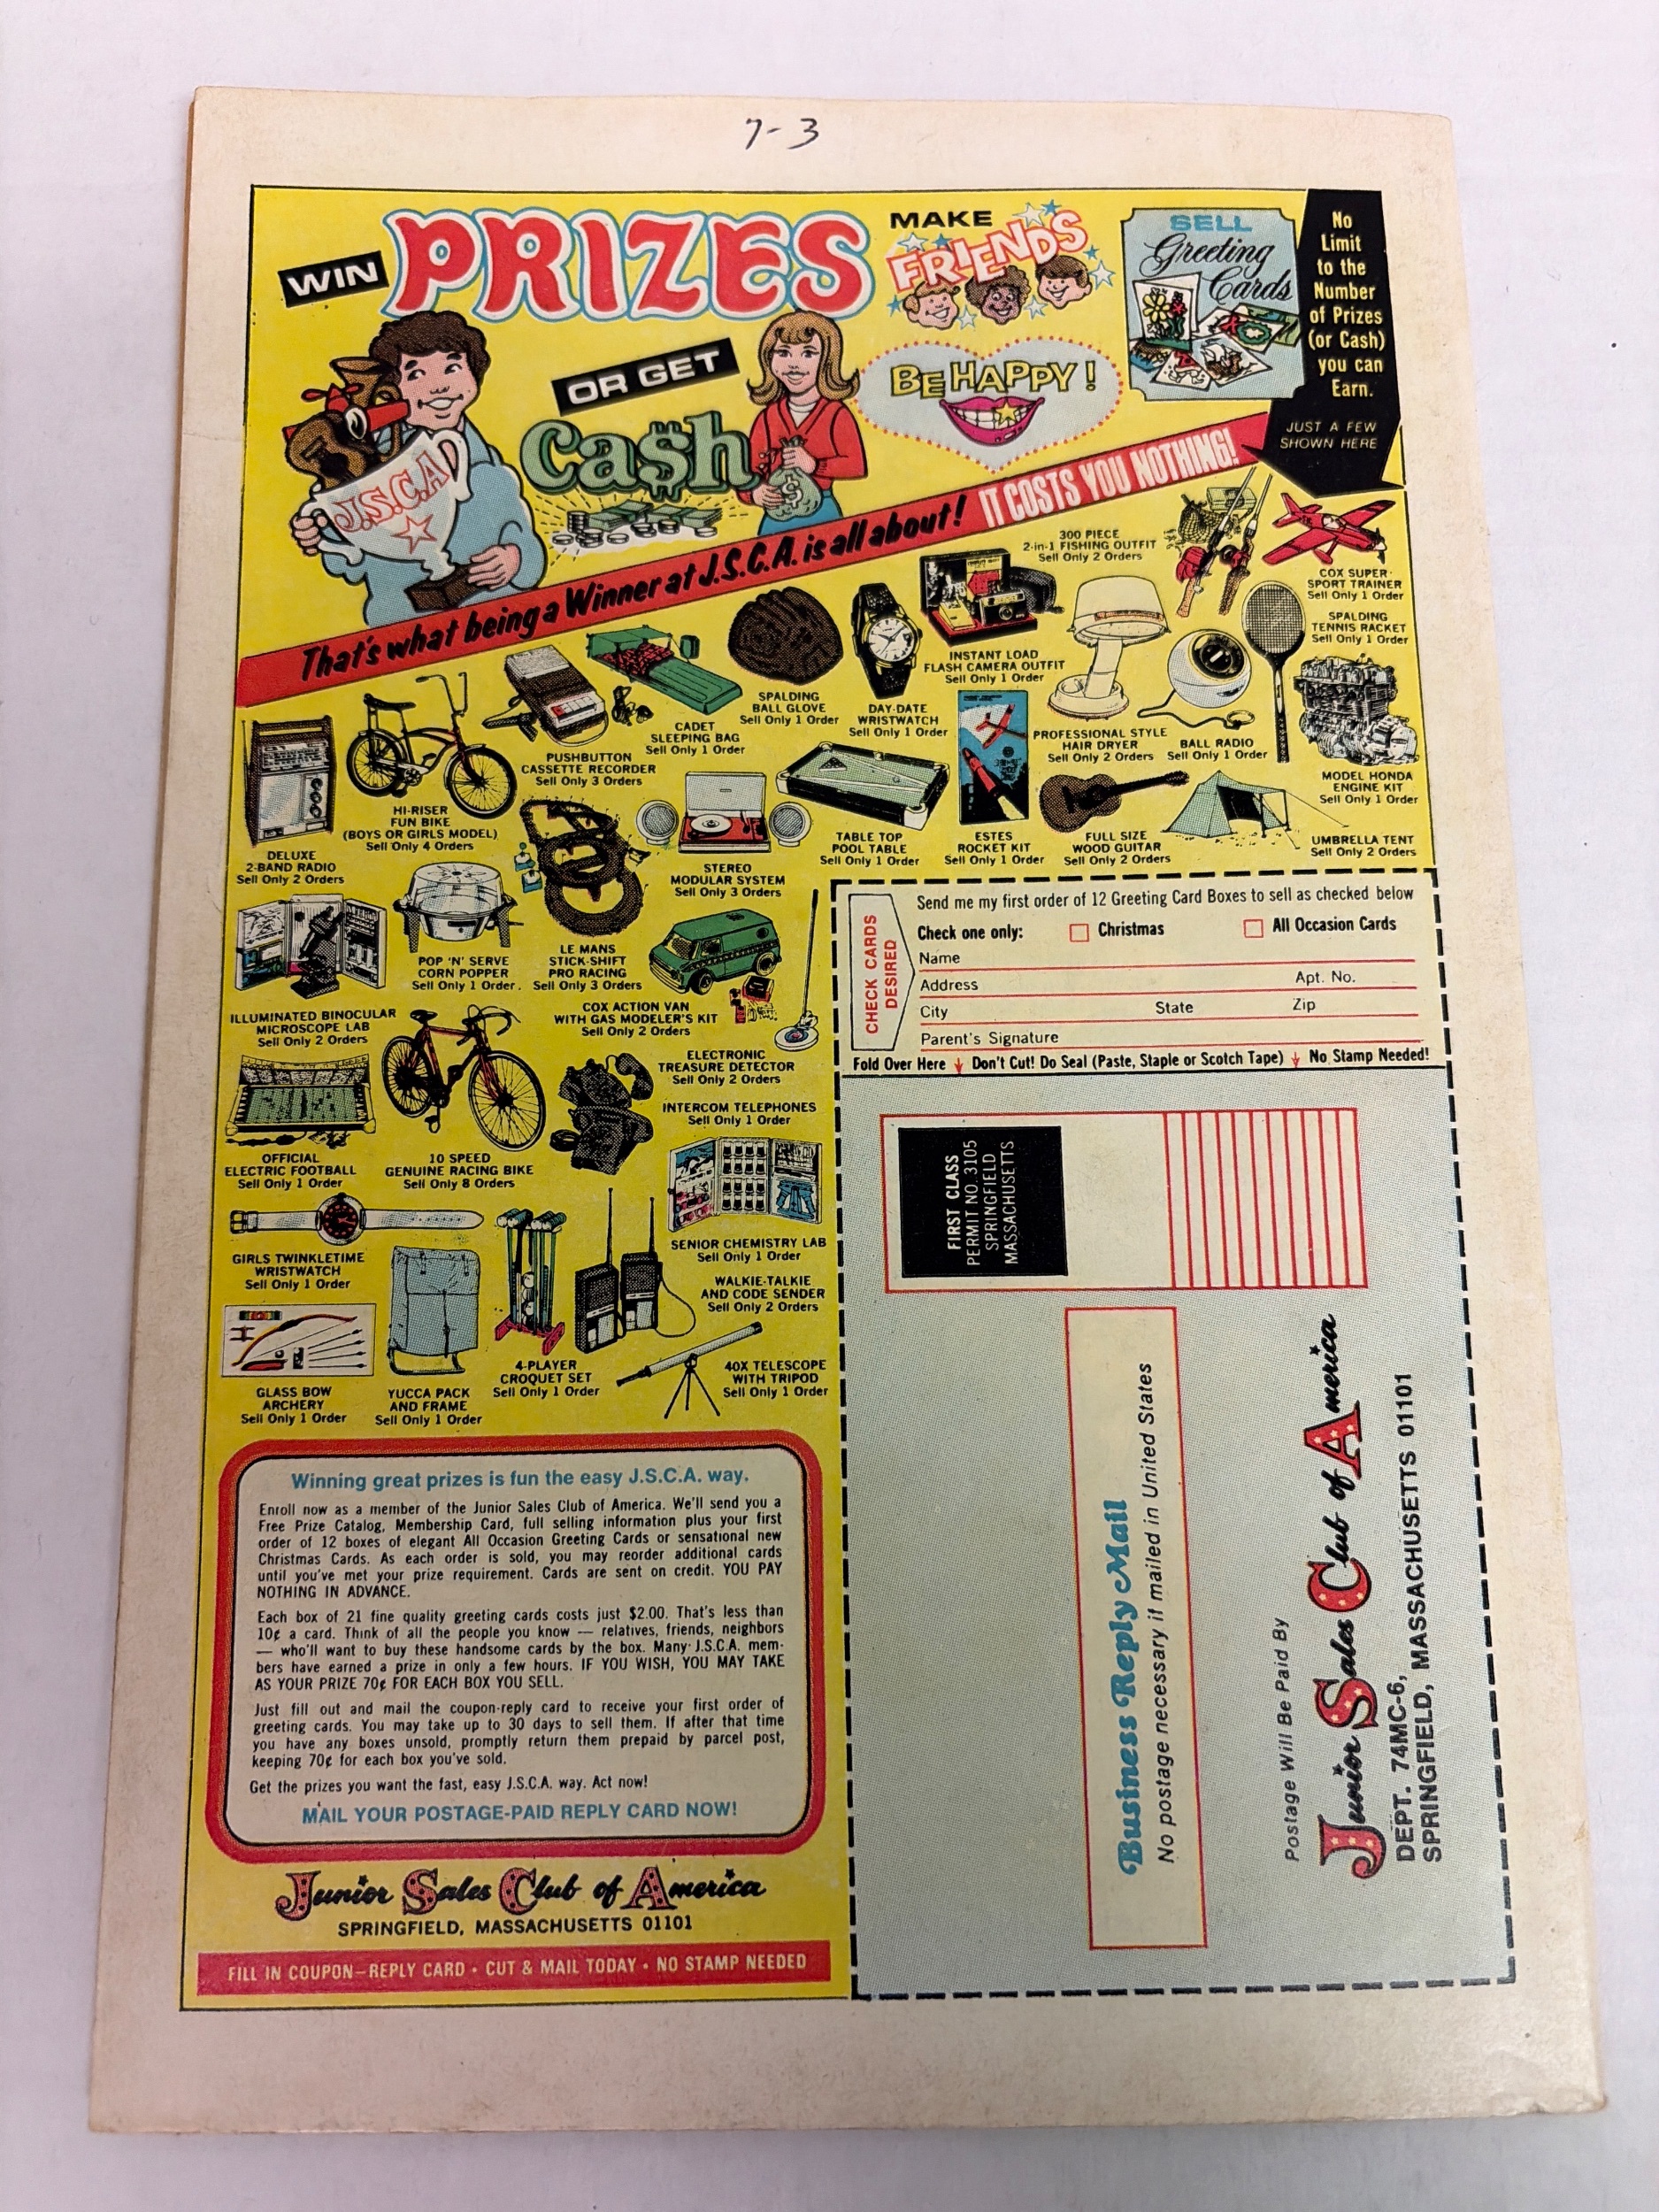 7-3
WIN PRIZES
OR GET
Ca$h
MAKE
FRIENDS
BE HAPPY!
SELL
Greeting
Cards
No
Limit
to the
Number
of Prizes
(or Cash)
you can
Earn.
JUST A FEW
SHOWN HERE
J.S.C.A.
$
That's what being a Winner at J.S.C.A. is all about! IT COSTS YOU NOTHING!
300 PIECE
2-in-1 FISHING OUTFIT
Sell Only 2 Orders
COX SUPER
SPORT TRAINER
Sell Only 1 Order
SPALDING
TENNIS RACKET
Sell Only 1 Order
INSTANT LOAD
FLASH CAMERA OUTFIT
Sell Only 1 Order
SPALDING
BALL GLOVE
Sell Only 1 Order
DAY-DATE
WRISTWATCH
Sell Only 1 Order
CADET
SLEEPING BAG
Sell Only 1 Order
PROFESSIONAL STYLE
HAIR DRYER
Sell Only 2 Orders
BALL RADIO
Sell Only 1 Order
PUSHBUTTON
CASSETTE RECORDER
Sell Only 3 Orders
MODEL HONDA
ENGINE KIT
Sell Only 1 Order
HI-RISER
FUN BIKE
(BOYS OR GIRLS MODEL)
Sell Only 4 Orders
TABLE TOP
POOL TABLE
Sell Only 1 Order
ESTES
ROCKET KIT
Sell Only 1 Order
FULL SIZE
WOOD GUITAR
Sell Only 2 Orders
UMBRELLA TENT
Sell Only 2 Orders
DELUXE
2-BAND RADIO
Sell Only 2 Orders
STEREO
MODULAR SYSTEM
Sell Only 3 Orders
POP 'N' SERVE
CORN POPPER
Sell Only 1 Order.
LE MANS
STICK-SHIFT
PRO RACING
Sell Only 3 Orders
COX ACTION VAN
WITH GAS MODELER'S KIT
Sell Only 2 Orders
ILLUMINATED BINOCULAR
MICROSCOPE LAB
Sell Only 2 Orders
ELECTRONIC
TREASURE DETECTOR
Sell Only 2 Orders
INTERCOM TELEPHONES
Sell Only 1 Order
OFFICIAL
ELECTRIC FOOTBALL
Sell Only 1 Order
10 SPEED
GENUINE RACING BIKE
Sell Only 8 Orders
SENIOR CHEMISTRY LAB
Sell Only 1 Order
GIRLS TWINKLETIME
WRISTWATCH
Sell Only 1 Order
WALKIE-TALKIE
AND CODE SENDER
Sell Only 2 Orders
4-PLAYER
CROQUET SET
Sell Only 1 Order
40X TELESCOPE
WITH TRIPOD
Sell Only 1 Order
GLASS BOW
ARCHERY
Sell Only 1 Order
YUCCA PACK
AND FRAME
Sell Only 1 Order
Winning great prizes is fun the easy J.S.C.A. way.
Enroll now as a member of the Junior Sales Club of America. We'll send you a
Free Prize Catalog, Membership Card, full selling information plus your first
order of 12 boxes of elegant All Occasion Greeting Cards or sensational new
Christmas Cards. As each order is sold, you may reorder additional cards
until you've met your prize requirement. Cards are sent on credit. YOU PAY
NOTHING IN ADVANCE.
Each box of 21 fine quality greeting cards costs just $2.00. That's less than
10¢ a card. Think of all the people you know — relatives, friends, neighbors
— who'll want to buy these handsome cards by the box. Many J.S.C.A. mem-
bers have earned a prize in only a few hours. IF YOU WISH, YOU MAY TAKE
AS YOUR PRIZE 70¢ FOR EACH BOX YOU SELL.
Just fill out and mail the coupon-reply card to receive your first order of
greeting cards. You may take up to 30 days to sell them. If after that time
you have any boxes unsold, promptly return them prepaid by parcel post,
keeping 70¢ for each box you've sold.
Get the prizes you want the fast, easy J.S.C.A. way. Act now!
MAIL YOUR POSTAGE-PAID REPLY CARD NOW!
Junior Sales Club of America
SPRINGFIELD, MASSACHUSETTS 01101
FILL IN COUPON–REPLY CARD • CUT & MAIL TODAY • NO STAMP NEEDED
CHECK CARDS
DESIRED
Send me my first order of 12 Greeting Card Boxes to sell as checked below
Check one only: Christmas All Occasion Cards
Name
Address Apt. No.
City State Zip
Parent's Signature
Fold Over Here Don't Cut! Do Seal (Paste, Staple or Scotch Tape) No Stamp Needed!
FIRST CLASS
PERMIT NO. 3105
SPRINGFIELD
MASSACHUSETTS
Business Reply Mail
No postage necessary if mailed in United States
Postage Will Be Paid By
Junior Sales Club of America
DEPT. 74MC-6,
SPRINGFIELD, MASSACHUSETTS 01101